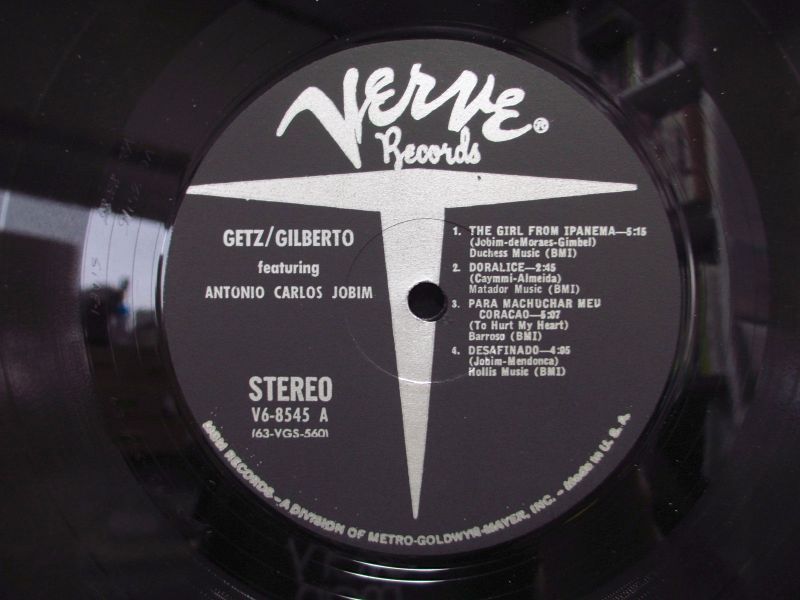 Verve®
Records
GETZ/GILBERTO
featuring
ANTONIO CARLOS JOBIM
STEREO
V6-8545 A
(63-VGS-560)
1. THE GIRL FROM IPANEMA—5:15
(Jobim-deMoraes-Gimbel)
Duchess Music (BMI)
2. DORALICE—2:45
(Caymmi-Almeida)
Matador Music (BMI)
3. PARA MACHUCHAR MEU
CORACAO—5:07
(To Hurt My Heart)
Barroso (BMI)
4. DESAFINADO—4:05
(Jobim-Mendonca)
Hollis Music (BMI)
MGM RECORDS – A DIVISION OF METRO-GOLDWYN-MAYER, INC. – Made in U. S. A.